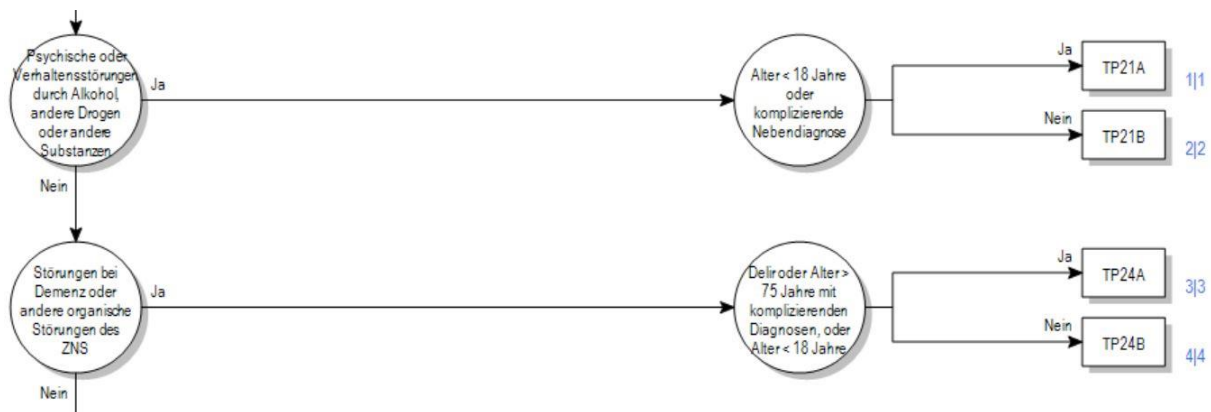 Psychische oder
Verhaltensstörungen
durch Alkohol,
andere Drogen
oder andere
Substanzen
Ja
Alter < 18 Jahre
oder
komplizierende
Nebendiagnose
Ja
TP21A
1|1
Nein
TP21B
2|2
Nein
Störungen bei
Demenz oder
andere organische
Störungen des
ZNS
Ja
Delir oder Alter >
75 Jahre mit
komplizierenden
Diagnosen, oder
Alter < 18 Jahre
Ja
TP24A
3|3
Nein
TP24B
4|4
Nein